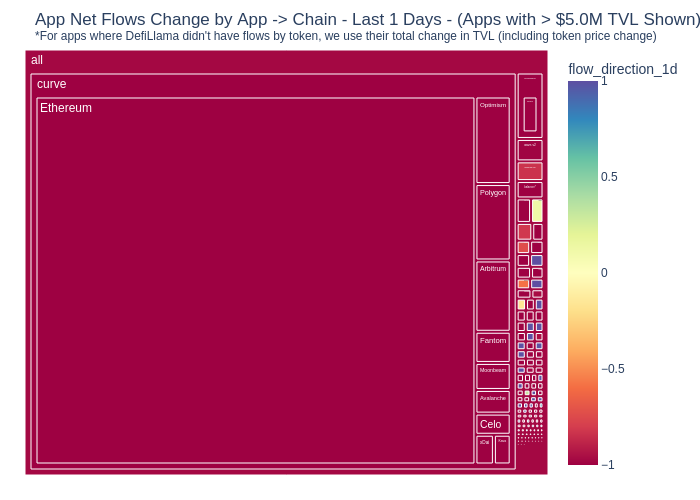 App Net Flows Change by App -> Chain - Last 1 Days - (Apps with > $5.0M TVL Shown)
*For apps where DefiLlama didn't have flows by token, we use their total change in TVL (including token price change)
flow_direction_1d
all
curve
Ethereum
Optimism
Polygon
Arbitrum
Fantom
Moonbeam
Avalanche
Celo
xDai
1
0.5
0
−0.5
−1